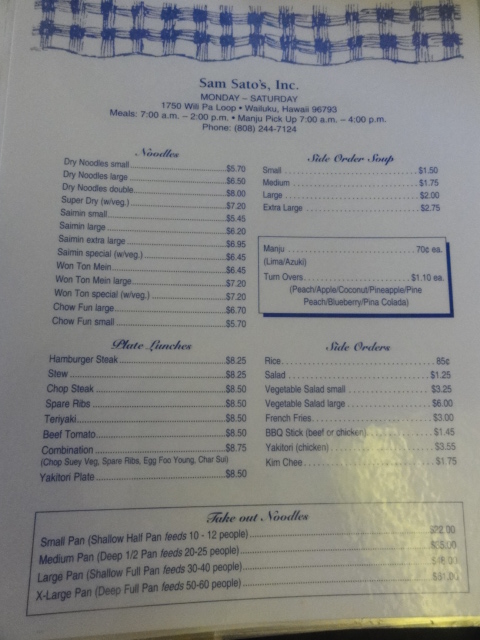 Sam Sato's, Inc.
MONDAY – SATURDAY
1750 Wili Pa Loop • Wailuku, Hawaii 96793
Meals: 7:00 a.m. – 2:00 p.m. • Manju Pick Up 7:00 a.m. – 4:00 p.m.
Phone: (808) 244-7124
Noodles
Dry Noodles small $5.70
Dry Noodles large $6.50
Dry Noodles double $8.00
Super Dry (w/veg.) $7.20
Saimin small $5.45
Saimin large $6.20
Saimin extra large $6.95
Saimin special (w/veg.) $6.45
Won Ton Mein $6.45
Won Ton Mein large $7.20
Won Ton special (w/veg.) $7.20
Chow Fun large $6.70
Chow Fun small $5.70
Side Order Soup
Small $1.50
Medium $1.75
Large $2.00
Extra Large $2.75
Manju 70¢ ea.
(Lima/Azuki)
Turn Overs $1.10 ea.
(Peach/Apple/Coconut/Pineapple/Pine
Peach/Blueberry/Pina Colada)
Plate Lunches
Hamburger Steak $8.25
Stew $8.25
Chop Steak $8.50
Spare Ribs $8.50
Teriyaki $8.50
Beef Tomato $8.50
Combination $8.75
(Chop Suey Veg, Spare Ribs, Egg Foo Young, Char Sui)
Yakitori Plate $8.50
Side Orders
Rice 85¢
Salad $1.25
Vegetable Salad small $3.25
Vegetable Salad large $6.00
French Fries $3.00
BBQ Stick (beef or chicken) $1.45
Yakitori (chicken) $3.55
Kim Chee $1.75
Take out Noodles
Small Pan (Shallow Half Pan feeds 10 - 12 people)
Medium Pan (Deep 1/2 Pan feeds 20-25 people)
Large Pan (Shallow Full Pan feeds 30-40 people)
X-Large Pan (Deep Full Pan feeds 50-60 people)